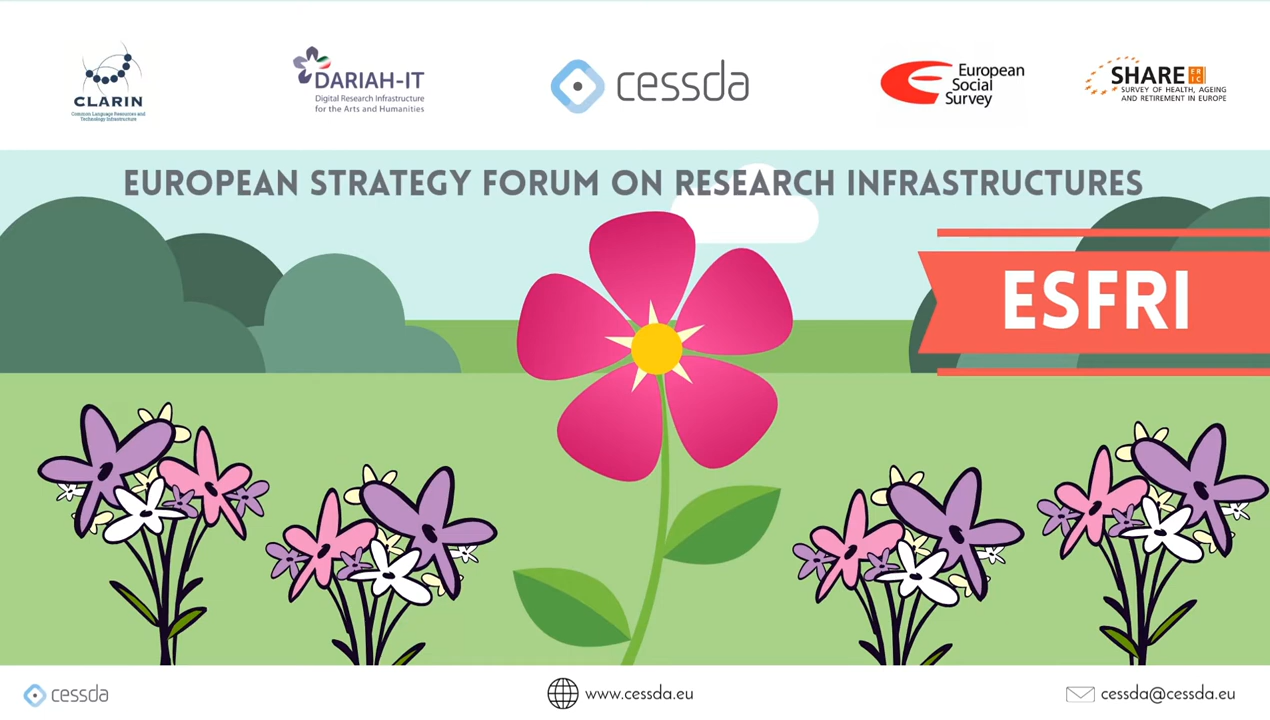 CLARIN
Common Language Resources and
Technology Infrastructure
DARIAH-IT
Digital Research Infrastructure
for the Arts and Humanities
cessda
European
Social
Survey
SHARE ERIC
SURVEY OF HEALTH, AGEING
AND RETIREMENT IN EUROPE
EUROPEAN STRATEGY FORUM ON RESEARCH INFRASTRUCTURES
ESFRI
cessda
www.cessda.eu
cessda@cessda.eu